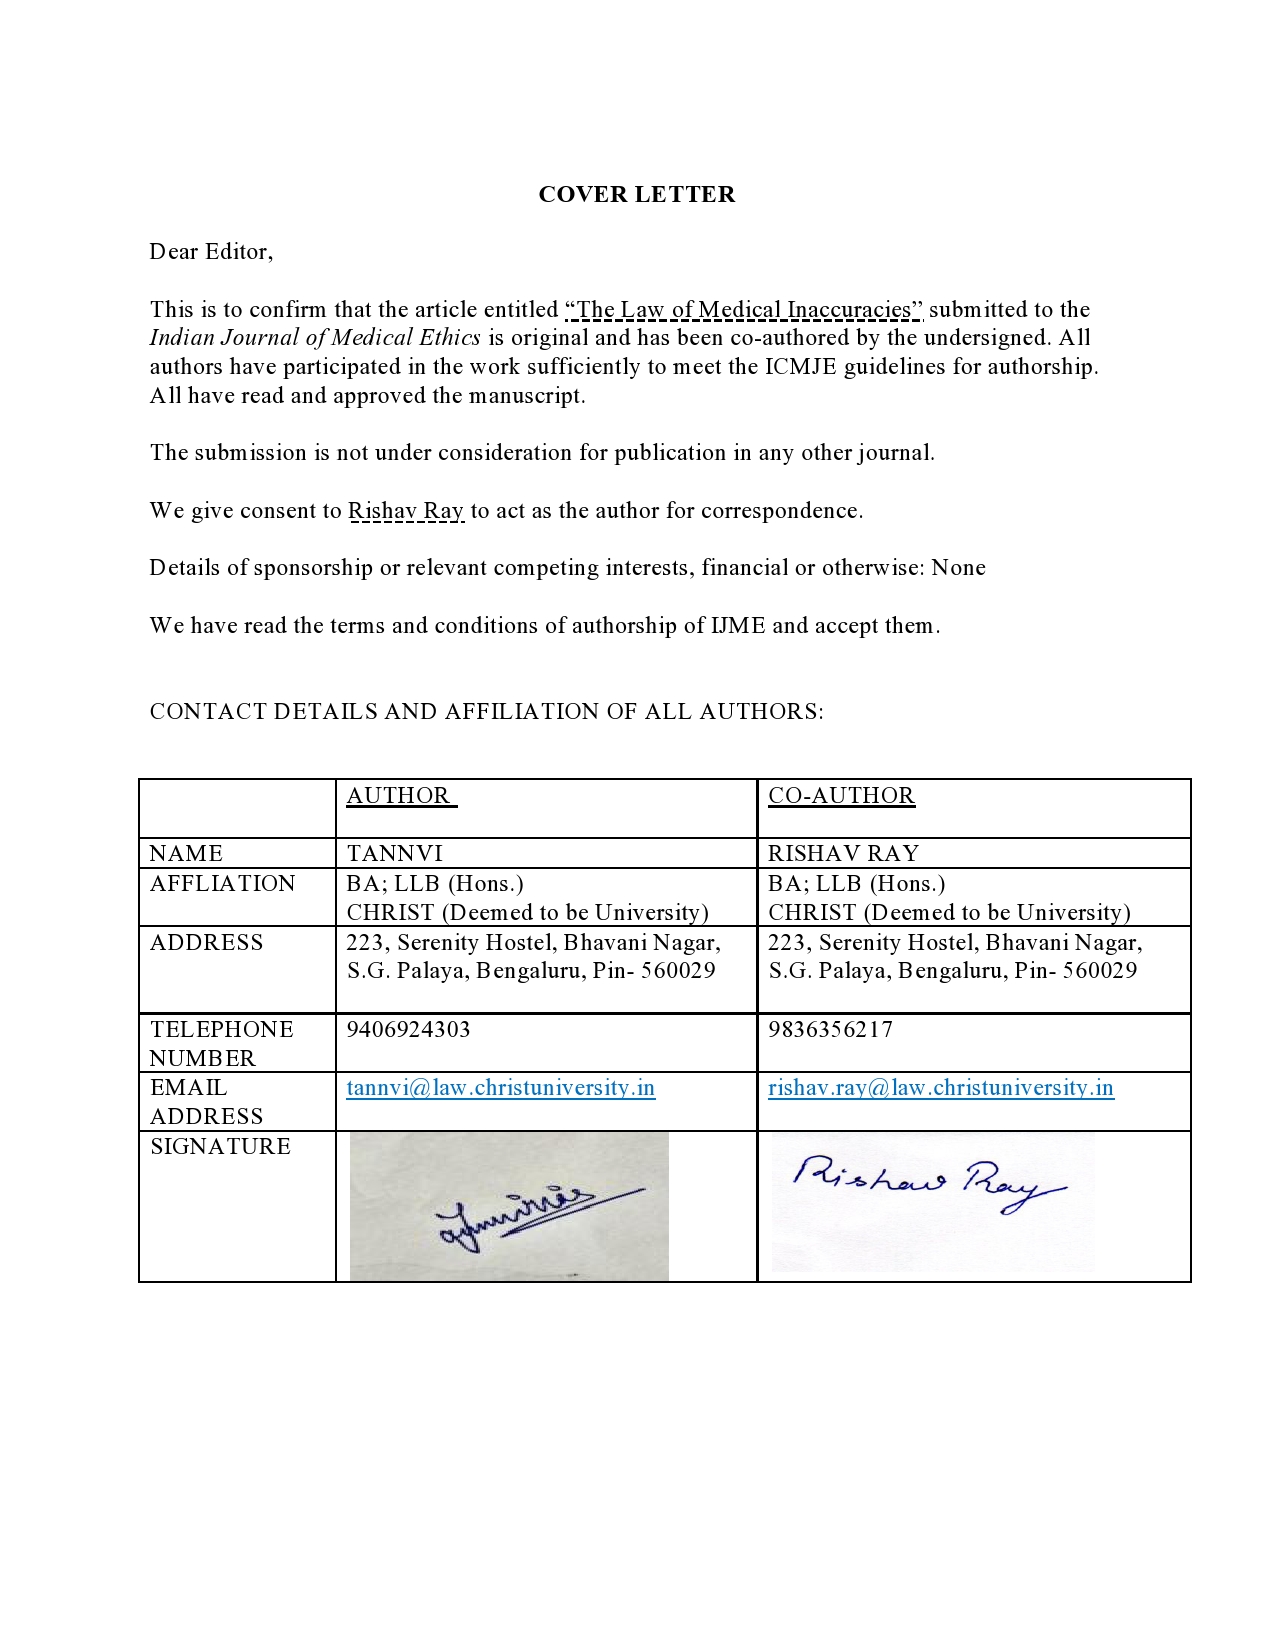 COVER LETTER
Dear Editor,
This is to confirm that the article entitled “The Law of Medical Inaccuracies” submitted to the
Indian Journal of Medical Ethics is original and has been co-authored by the undersigned. All
authors have participated in the work sufficiently to meet the ICMJE guidelines for authorship.
All have read and approved the manuscript.
The submission is not under consideration for publication in any other journal.
We give consent to Rishav Ray to act as the author for correspondence.
Details of sponsorship or relevant competing interests, financial or otherwise: None
We have read the terms and conditions of authorship of IJME and accept them.
CONTACT DETAILS AND AFFILIATION OF ALL AUTHORS:
AUTHOR CO-AUTHOR
NAME TANNVI RISHAV RAY
AFFLIATION BA; LLB (Hons.) BA; LLB (Hons.)
CHRIST (Deemed to be University) CHRIST (Deemed to be University)
ADDRESS 223, Serenity Hostel, Bhavani Nagar, 223, Serenity Hostel, Bhavani Nagar,
S.G. Palaya, Bengaluru, Pin- 560029 S.G. Palaya, Bengaluru, Pin- 560029
TELEPHONE 9406924303 9836356217
NUMBER
EMAIL tannvi@law.christuniversity.in rishav.ray@law.christuniversity.in
ADDRESS
SIGNATURE Rishav Ray